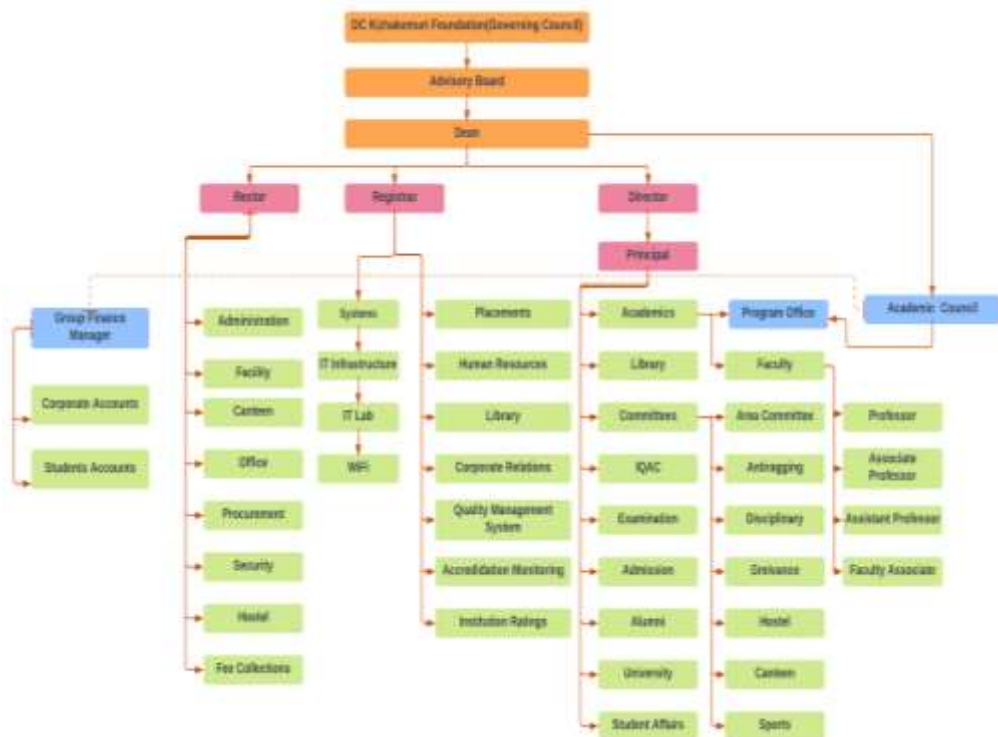 DC Kizhakemuri Foundation(Governing Council)
Advisory Board
Dean
Rector
Registrar
Director
Principal
Group Finance
Manager
Academic Council
Administration
Systems
Placements
Academics
Program Office
Facility
IT Infrastructure
Human Resources
Library
Faculty
Corporate Accounts
Canteen
IT Lab
Library
Committees
Area Committee
Professor
Students Accounts
Office
WiFi
Corporate Relations
IQAC
Antiragging
Associate
Professor
Procurement
Quality Management
System
Examination
Disciplinary
Assistant Professor
Security
Accredidation Monitoring
Admission
Greivance
Faculty Associate
Hostel
Institution Ratings
Alumni
Hostel
Fee Collections
University
Canteen
Student Affairs
Sports